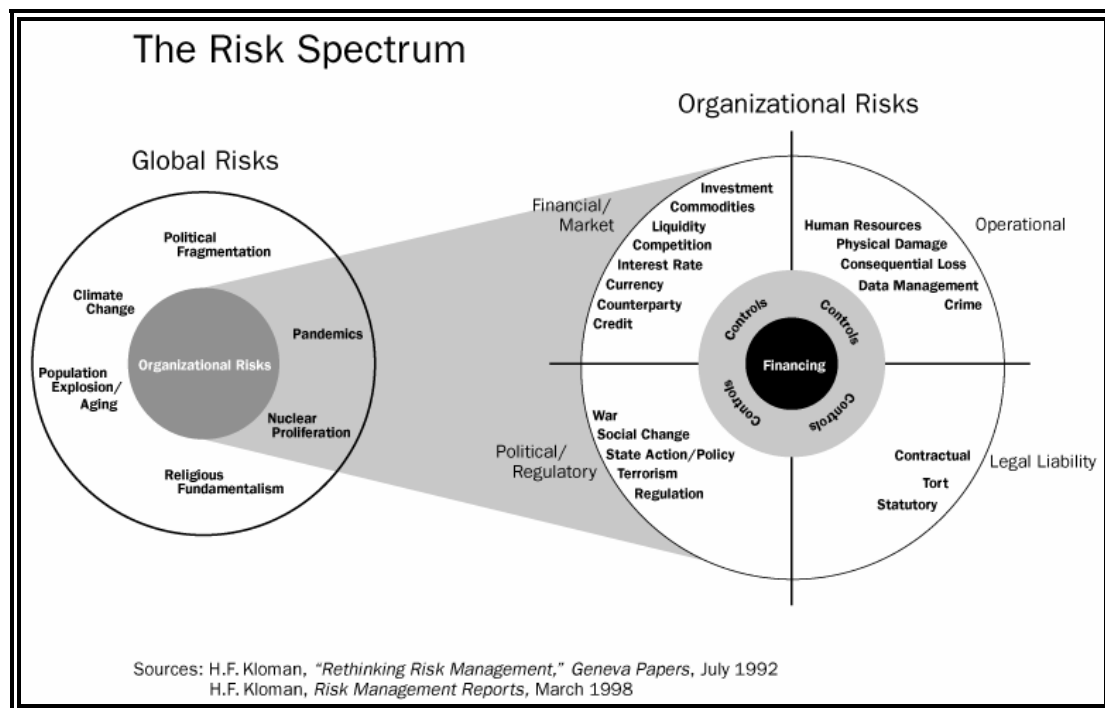 The Risk Spectrum
Global Risks
Political
Fragmentation
Climate
Change
Pandemics
Organizational Risks
Population
Explosion/
Aging
Nuclear
Proliferation
Religious
Fundamentalism
Organizational Risks
Financial/
Market
Investment
Commodities
Liquidity
Competition
Interest Rate
Currency
Counterparty
Credit
Operational
Human Resources
Physical Damage
Consequential Loss
Data Management
Crime
Controls
Controls
Financing
Controls
Controls
Political/
Regulatory
War
Social Change
State Action/Policy
Terrorism
Regulation
Legal Liability
Contractual
Tort
Statutory
Sources: H.F. Kloman, “Rethinking Risk Management,” Geneva Papers, July 1992
H.F. Kloman, Risk Management Reports, March 1998